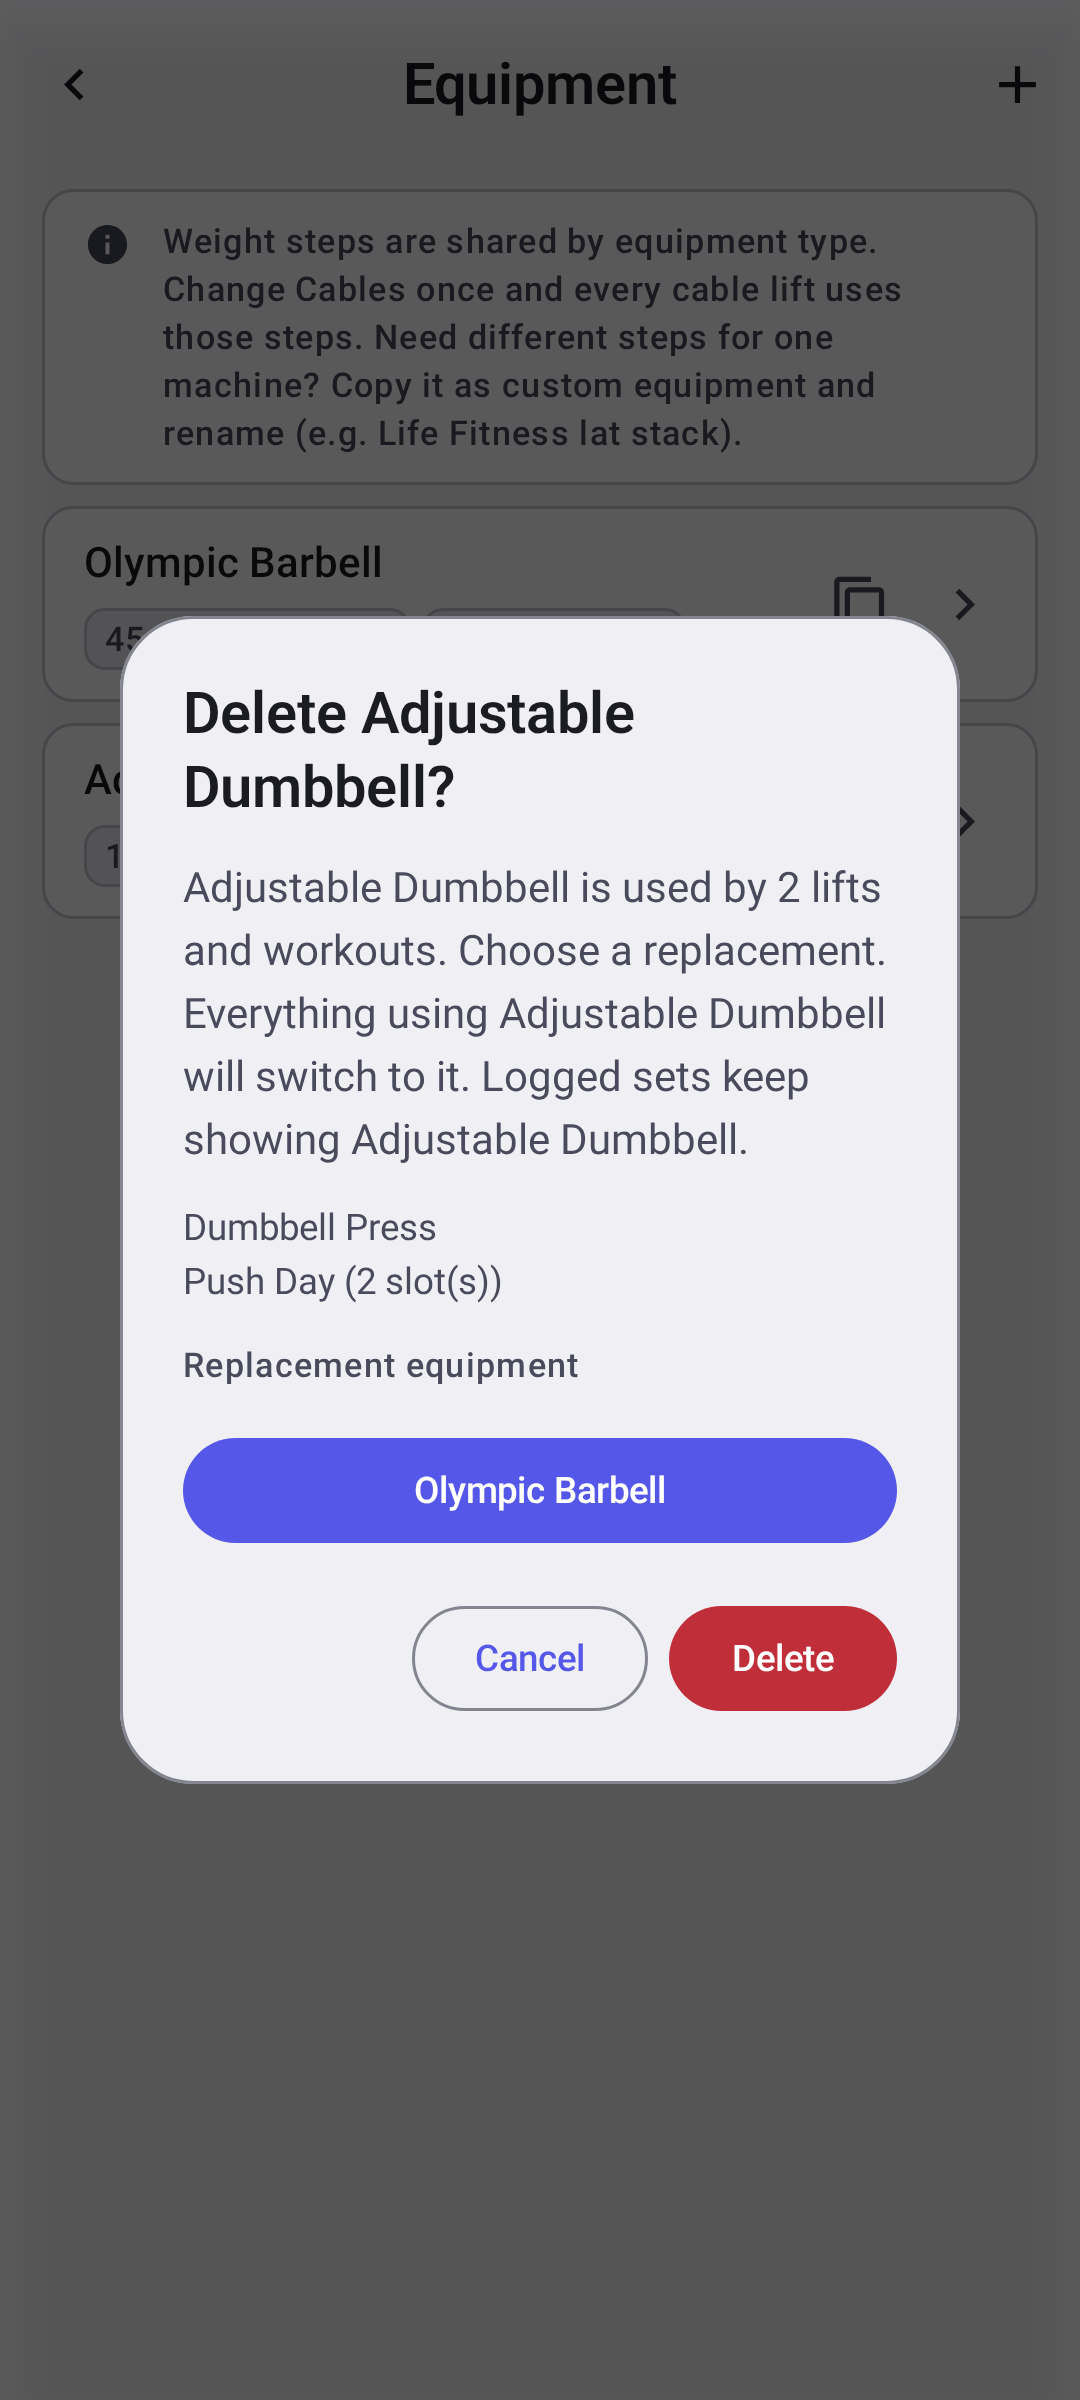 Equipment
Weight steps are shared by equipment type.
Change Cables once and every cable lift uses
those steps. Need different steps for one
machine? Copy it as custom equipment and
rename (e.g. Life Fitness lat stack).
Olympic Barbell
Delete Adjustable
Dumbbell?
Adjustable Dumbbell is used by 2 lifts
and workouts. Choose a replacement.
Everything using Adjustable Dumbbell
will switch to it. Logged sets keep
showing Adjustable Dumbbell.
Dumbbell Press
Push Day (2 slot(s))
Replacement equipment
Olympic Barbell
Cancel
Delete